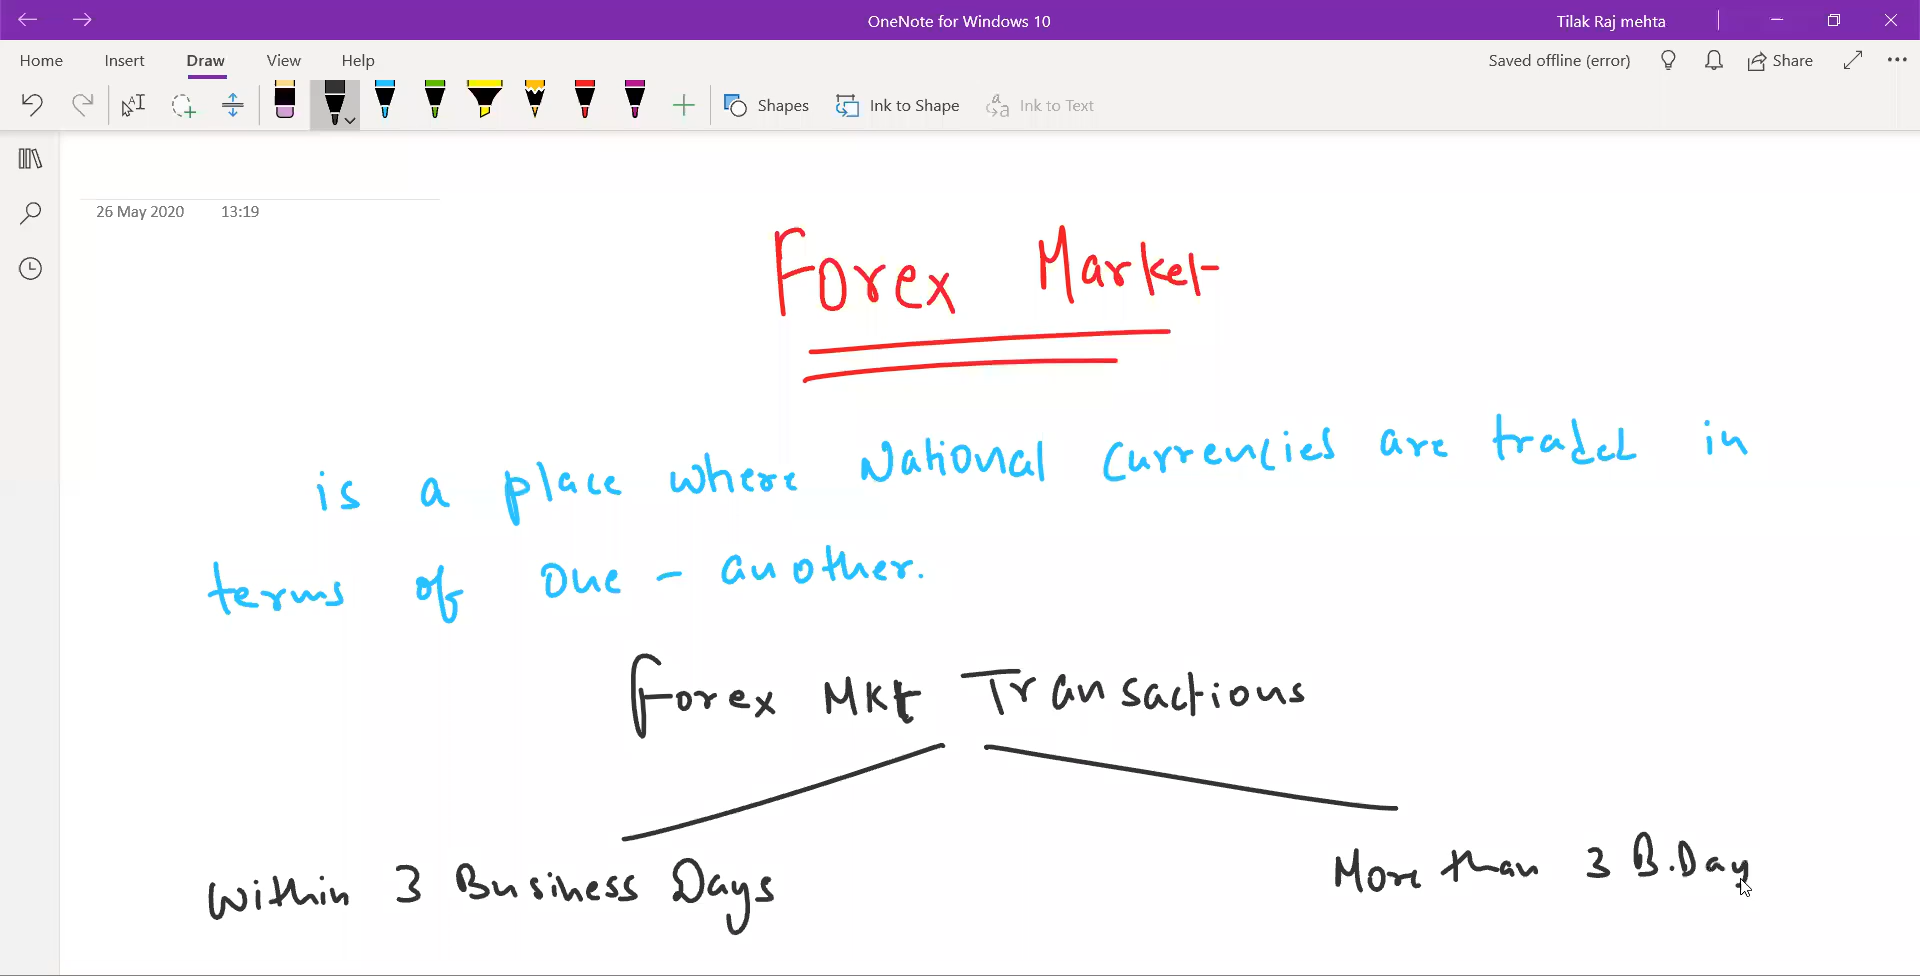 OneNote for Windows 10
Tilak Raj mehta
Home Insert Draw View Help
Saved offline (error) Share
Shapes Ink to Shape Ink to Text
26 May 2020 13:19
Forex Market
is a place where National Currencies are traded in
terms of one - another.
Forex Mkt Transactions
Within 3 Business Days
More than 3 B.Day